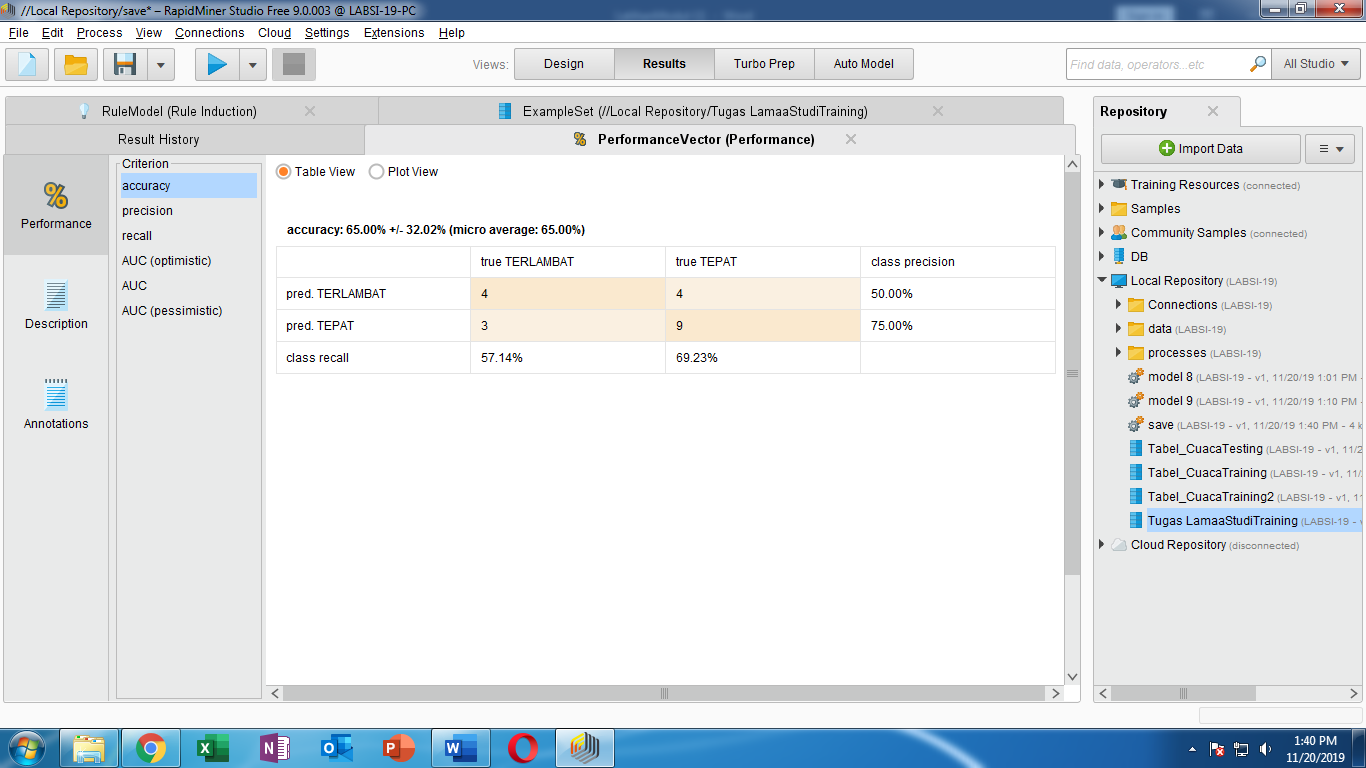 //Local Repository/save* – RapidMiner Studio Free 9.0.003 @ LABSI-19-PC
File Edit Process View Connections Cloud Settings Extensions Help
Views: Design Results Turbo Prep Auto Model Find data, operators...etc All Studio
RuleModel (Rule Induction) ExampleSet (//Local Repository/Tugas LamaaStudiTraining)
Result History PerformanceVector (Performance)
Performance
Description
Annotations
Criterion
accuracy
precision
recall
AUC (optimistic)
AUC
AUC (pessimistic)
Table View Plot View
accuracy: 65.00% +/- 32.02% (micro average: 65.00%)
true TERLAMBAT true TEPAT class precision
pred. TERLAMBAT 4 4 50.00%
pred. TEPAT 3 9 75.00%
class recall 57.14% 69.23%
Repository
Import Data
Training Resources (connected)
Samples
Community Samples (connected)
DB
Local Repository (LABSI-19)
Connections (LABSI-19)
data (LABSI-19)
processes (LABSI-19)
model 8 (LABSI-19 - v1, 11/20/19 1:01 PM -
model 9 (LABSI-19 - v1, 11/20/19 1:10 PM -
save (LABSI-19 - v1, 11/20/19 1:40 PM - 4 k
Tabel_CuacaTesting (LABSI-19 - v1, 11/2
Tabel_CuacaTraining (LABSI-19 - v1, 11/
Tabel_CuacaTraining2 (LABSI-19 - v1, 1
Tugas LamaaStudiTraining (LABSI-19 -
Cloud Repository (disconnected)
1:40 PM
11/20/2019